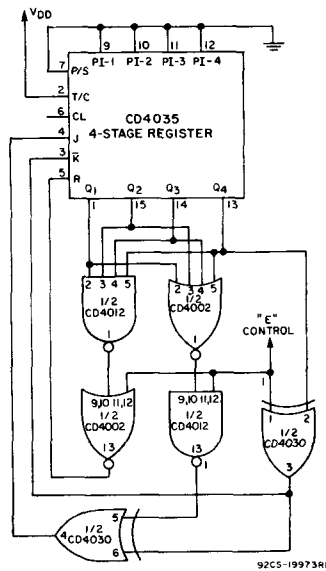 VDD
9 10 11 12
PI-1 PI-2 PI-3 PI-4
7 P/S
2 T/C
CD4035
6 CL
4-STAGE REGISTER
4 J
3 K̅
5 R
Q1 Q2 Q3 Q4
15 14 13
2 3 4 5
1/2
CD4012
1
2 3 4 5
1/2
CD4002
1
"E"
CONTROL
9,10 11,12
1/2
CD4002
13
9,10 11,12
1/2
CD4012
13
1
1
1 2
1/2
CD4030
3
4
1/2
CD4030
5
6
92CS-19973RI